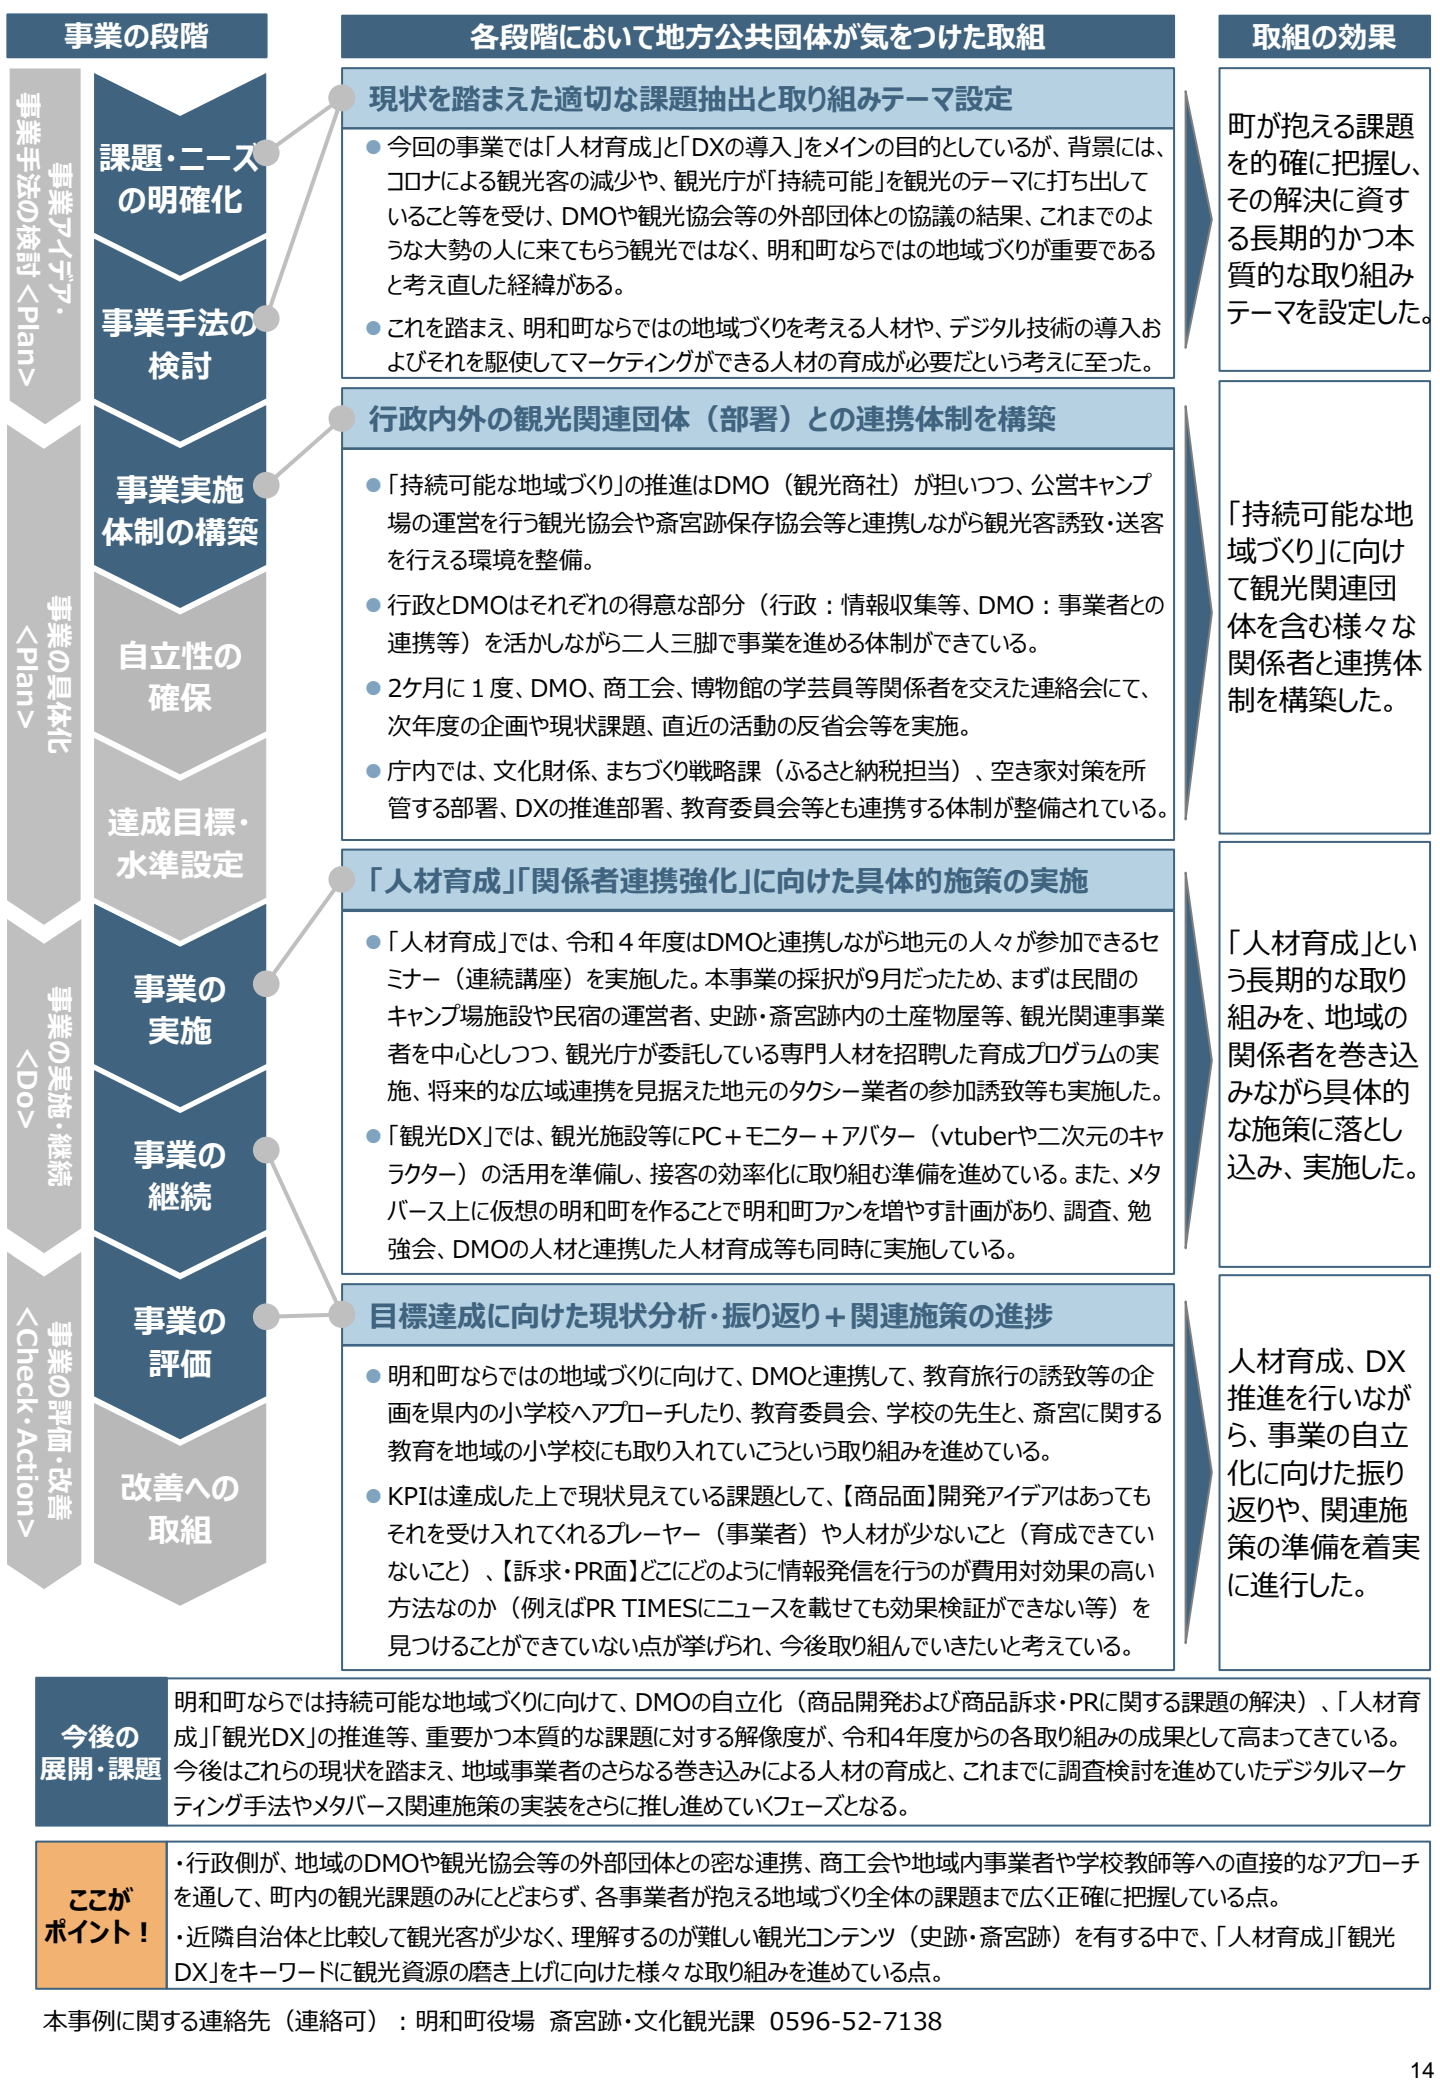 事業の段階
各段階において地方公共団体が気をつけた取組
取組の効果
事業アイデア・
事業手法の検討 <Plan>
課題・ニーズ
の明確化
事業手法の
検討
現状を踏まえた適切な課題抽出と取り組みテーマ設定
●今回の事業では「人材育成」と「DXの導入」をメインの目的としているが、背景には、
コロナによる観光客の減少や、観光庁が「持続可能」を観光のテーマに打ち出して
いること等を受け、DMOや観光協会等の外部団体との協議の結果、これまでのよ
うな大勢の人に来てもらう観光ではなく、明和町ならではの地域づくりが重要である
と考え直した経緯がある。
●これを踏まえ、明和町ならではの地域づくりを考える人材や、デジタル技術の導入お
よびそれを駆使してマーケティングができる人材の育成が必要だという考えに至った。
町が抱える課題
を的確に把握し、
その解決に資す
る長期的かつ本
質的な取り組み
テーマを設定した。
事業の具体化
<Plan>
事業実施
体制の構築
自立性の
確保
達成目標・
水準設定
行政内外の観光関連団体（部署）との連携体制を構築
●「持続可能な地域づくり」の推進はDMO（観光商社）が担いつつ、公営キャンプ
場の運営を行う観光協会や斎宮跡保存協会等と連携しながら観光客誘致・送客
を行える環境を整備。
●行政とDMOはそれぞれの得意な部分（行政：情報収集等、DMO：事業者との
連携等）を活かしながら二人三脚で事業を進める体制ができている。
●2ケ月に１度、DMO、商工会、博物館の学芸員等関係者を交えた連絡会にて、
次年度の企画や現状課題、直近の活動の反省会等を実施。
●庁内では、文化財係、まちづくり戦略課（ふるさと納税担当）、空き家対策を所
管する部署、DXの推進部署、教育委員会等とも連携する体制が整備されている。
「持続可能な地
域づくり」に向け
て観光関連団
体を含む様々な
関係者と連携体
制を構築した。
事業の実施・継続
<Do>
事業の
実施
事業の
継続
「人材育成」「関係者連携強化」に向けた具体的施策の実施
●「人材育成」では、令和４年度はDMOと連携しながら地元の人々が参加できるセ
ミナー（連続講座）を実施した。本事業の採択が9月だったため、まずは民間の
キャンプ場施設や民宿の運営者、史跡・斎宮跡内の土産物屋等、観光関連事業
者を中心としつつ、観光庁が委託している専門人材を招聘した育成プログラムの実
施、将来的な広域連携を見据えた地元のタクシー業者の参加誘致等も実施した。
●「観光DX」では、観光施設等にPC＋モニター＋アバター（vtuberや二次元のキャ
ラクター）の活用を準備し、接客の効率化に取り組む準備を進めている。また、メタ
バース上に仮想の明和町を作ることで明和町ファンを増やす計画があり、調査、勉
強会、DMOの人材と連携した人材育成等も同時に実施している。
「人材育成」とい
う長期的な取り
組みを、地域の
関係者を巻き込
みながら具体的
な施策に落とし
込み、実施した。
事業の評価・改善
<Check・Action>
事業の
評価
改善への
取組
目標達成に向けた現状分析・振り返り＋関連施策の進捗
●明和町ならではの地域づくりに向けて、DMOと連携して、教育旅行の誘致等の企
画を県内の小学校へアプローチしたり、教育委員会、学校の先生と、斎宮に関する
教育を地域の小学校にも取り入れていこうという取り組みを進めている。
●KPIは達成した上で現状見えている課題として、【商品面】開発アイデアはあっても
それを受け入れてくれるプレーヤー（事業者）や人材が少ないこと（育成できてい
ないこと）、【訴求・PR面】どこにどのように情報発信を行うのが費用対効果の高い
方法なのか（例えばPR TIMESにニュースを載せても効果検証ができない等）を
見つけることができていない点が挙げられ、今後取り組んでいきたいと考えている。
人材育成、DX
推進を行いなが
ら、事業の自立
化に向けた振り
返りや、関連施
策の準備を着実
に進行した。
今後の
展開・課題
明和町ならでは持続可能な地域づくりに向けて、DMOの自立化（商品開発および商品訴求・PRに関する課題の解決）、「人材育
成」「観光DX」の推進等、重要かつ本質的な課題に対する解像度が、令和4年度からの各取り組みの成果として高まってきている。
今後はこれらの現状を踏まえ、地域事業者のさらなる巻き込みによる人材の育成と、これまでに調査検討を進めていたデジタルマーケ
ティング手法やメタバース関連施策の実装をさらに推し進めていくフェーズとなる。
ここが
ポイント！
・行政側が、地域のDMOや観光協会等の外部団体との密な連携、商工会や地域内事業者や学校教師等への直接的なアプローチ
を通して、町内の観光課題のみにとどまらず、各事業者が抱える地域づくり全体の課題まで広く正確に把握している点。
・近隣自治体と比較して観光客が少なく、理解するのが難しい観光コンテンツ（史跡・斎宮跡）を有する中で、「人材育成」「観光
DX」をキーワードに観光資源の磨き上げに向けた様々な取り組みを進めている点。
本事例に関する連絡先（連絡可）：明和町役場 斎宮跡・文化観光課 0596-52-7138
14